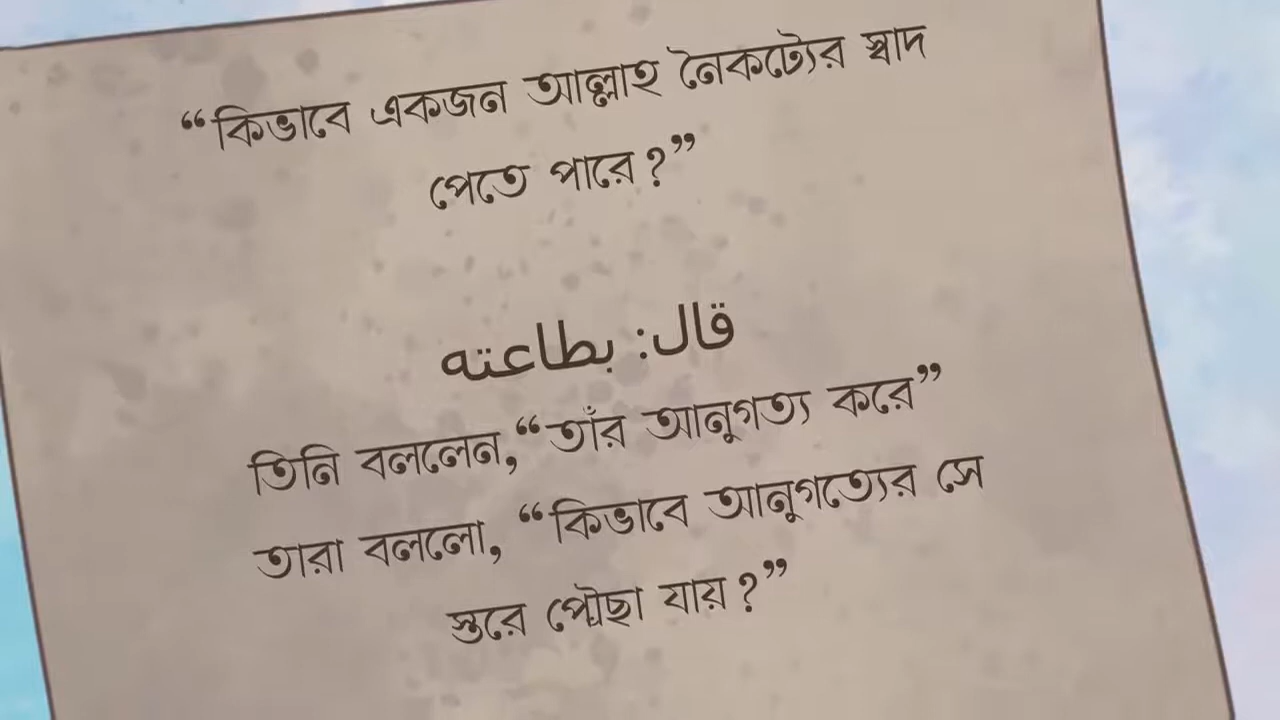 “কিভাবে একজন আল্লাহ নৈকট্যের স্বাদ
পেতে পারে?”
قال: بطاعته
তিনি বললেন,“তাঁর আনুগত্য করে”
তারা বললো, “কিভাবে আনুগত্যের সে
স্তরে পৌছা যায়?”